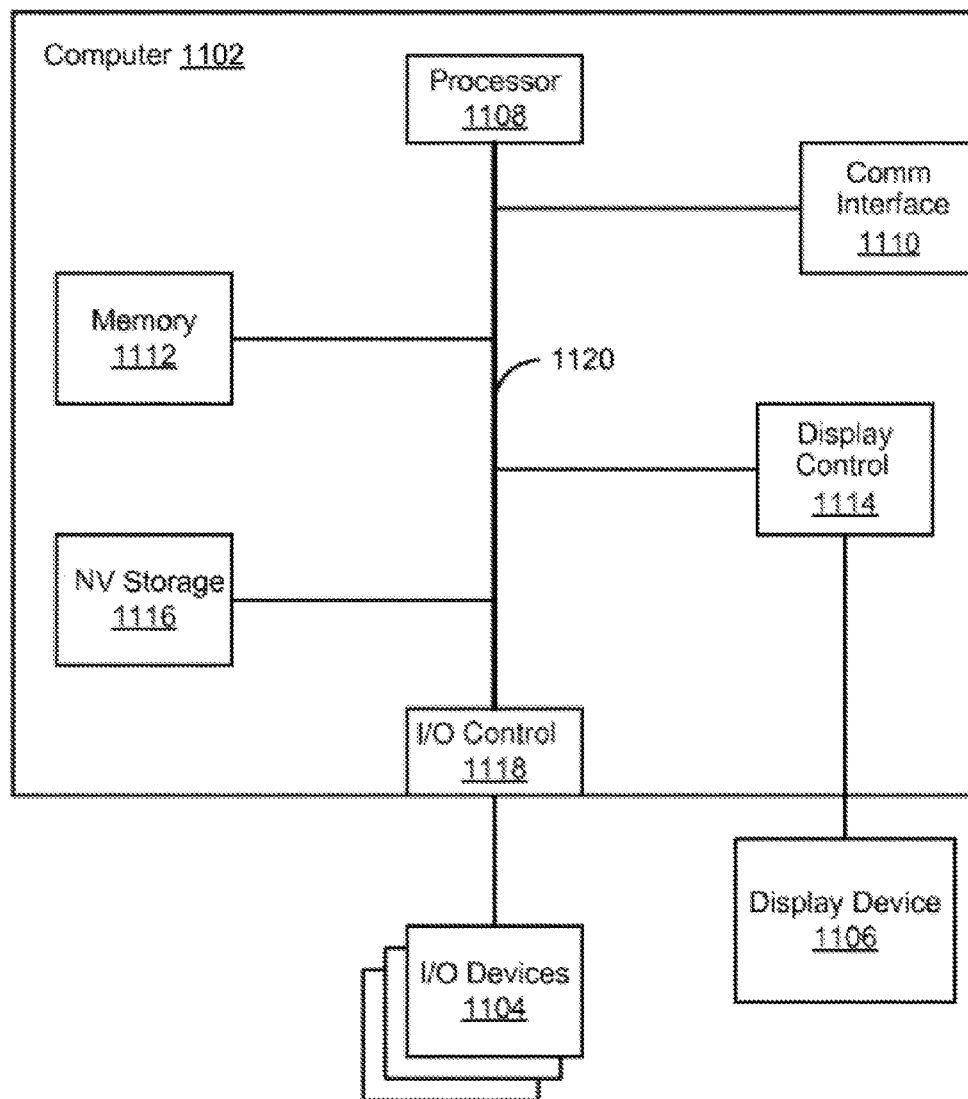 Computer 1102
Processor
1108
Comm
Interface
1110
Memory
1112
1120
Display
Control
1114
NV Storage
1116
I/O Control
1118
Display Device
1106
I/O Devices
1104